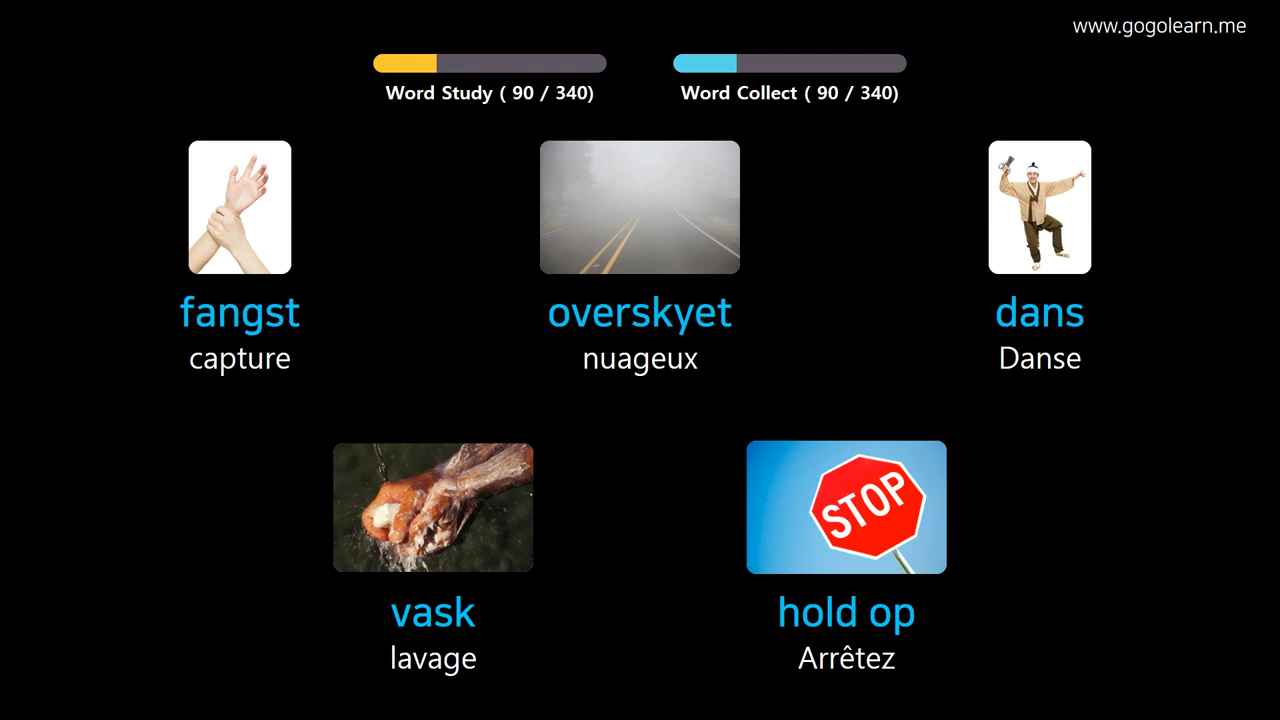 www.gogolearn.me
Word Study ( 90 / 340)
Word Collect ( 90 / 340)
fangst
capture
overskyet
nuageux
dans
Danse
STOP
vask
lavage
hold op
Arrêtez